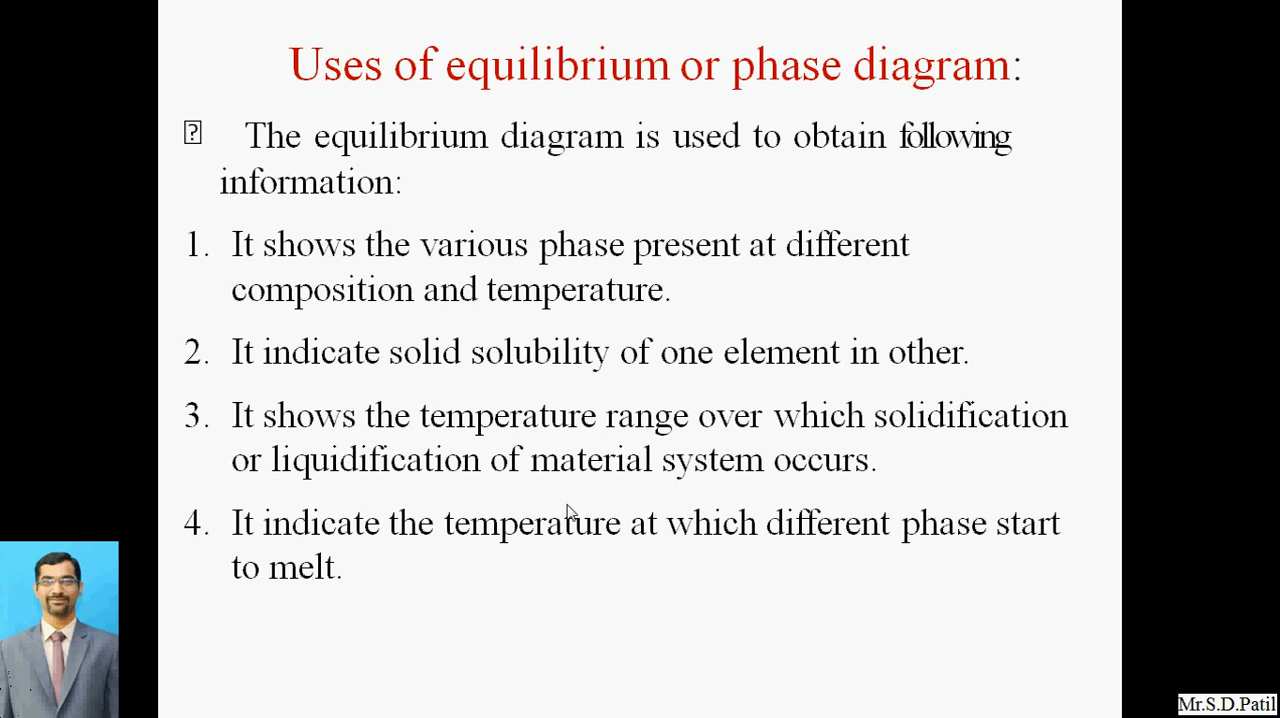 Uses of equilibrium or phase diagram:
The equilibrium diagram is used to obtain following
information:
1. It shows the various phase present at different
composition and temperature.
2. It indicate solid solubility of one element in other.
3. It shows the temperature range over which solidification
or liquidification of material system occurs.
4. It indicate the temperature at which different phase start
to melt.
Mr.S.D.Patil